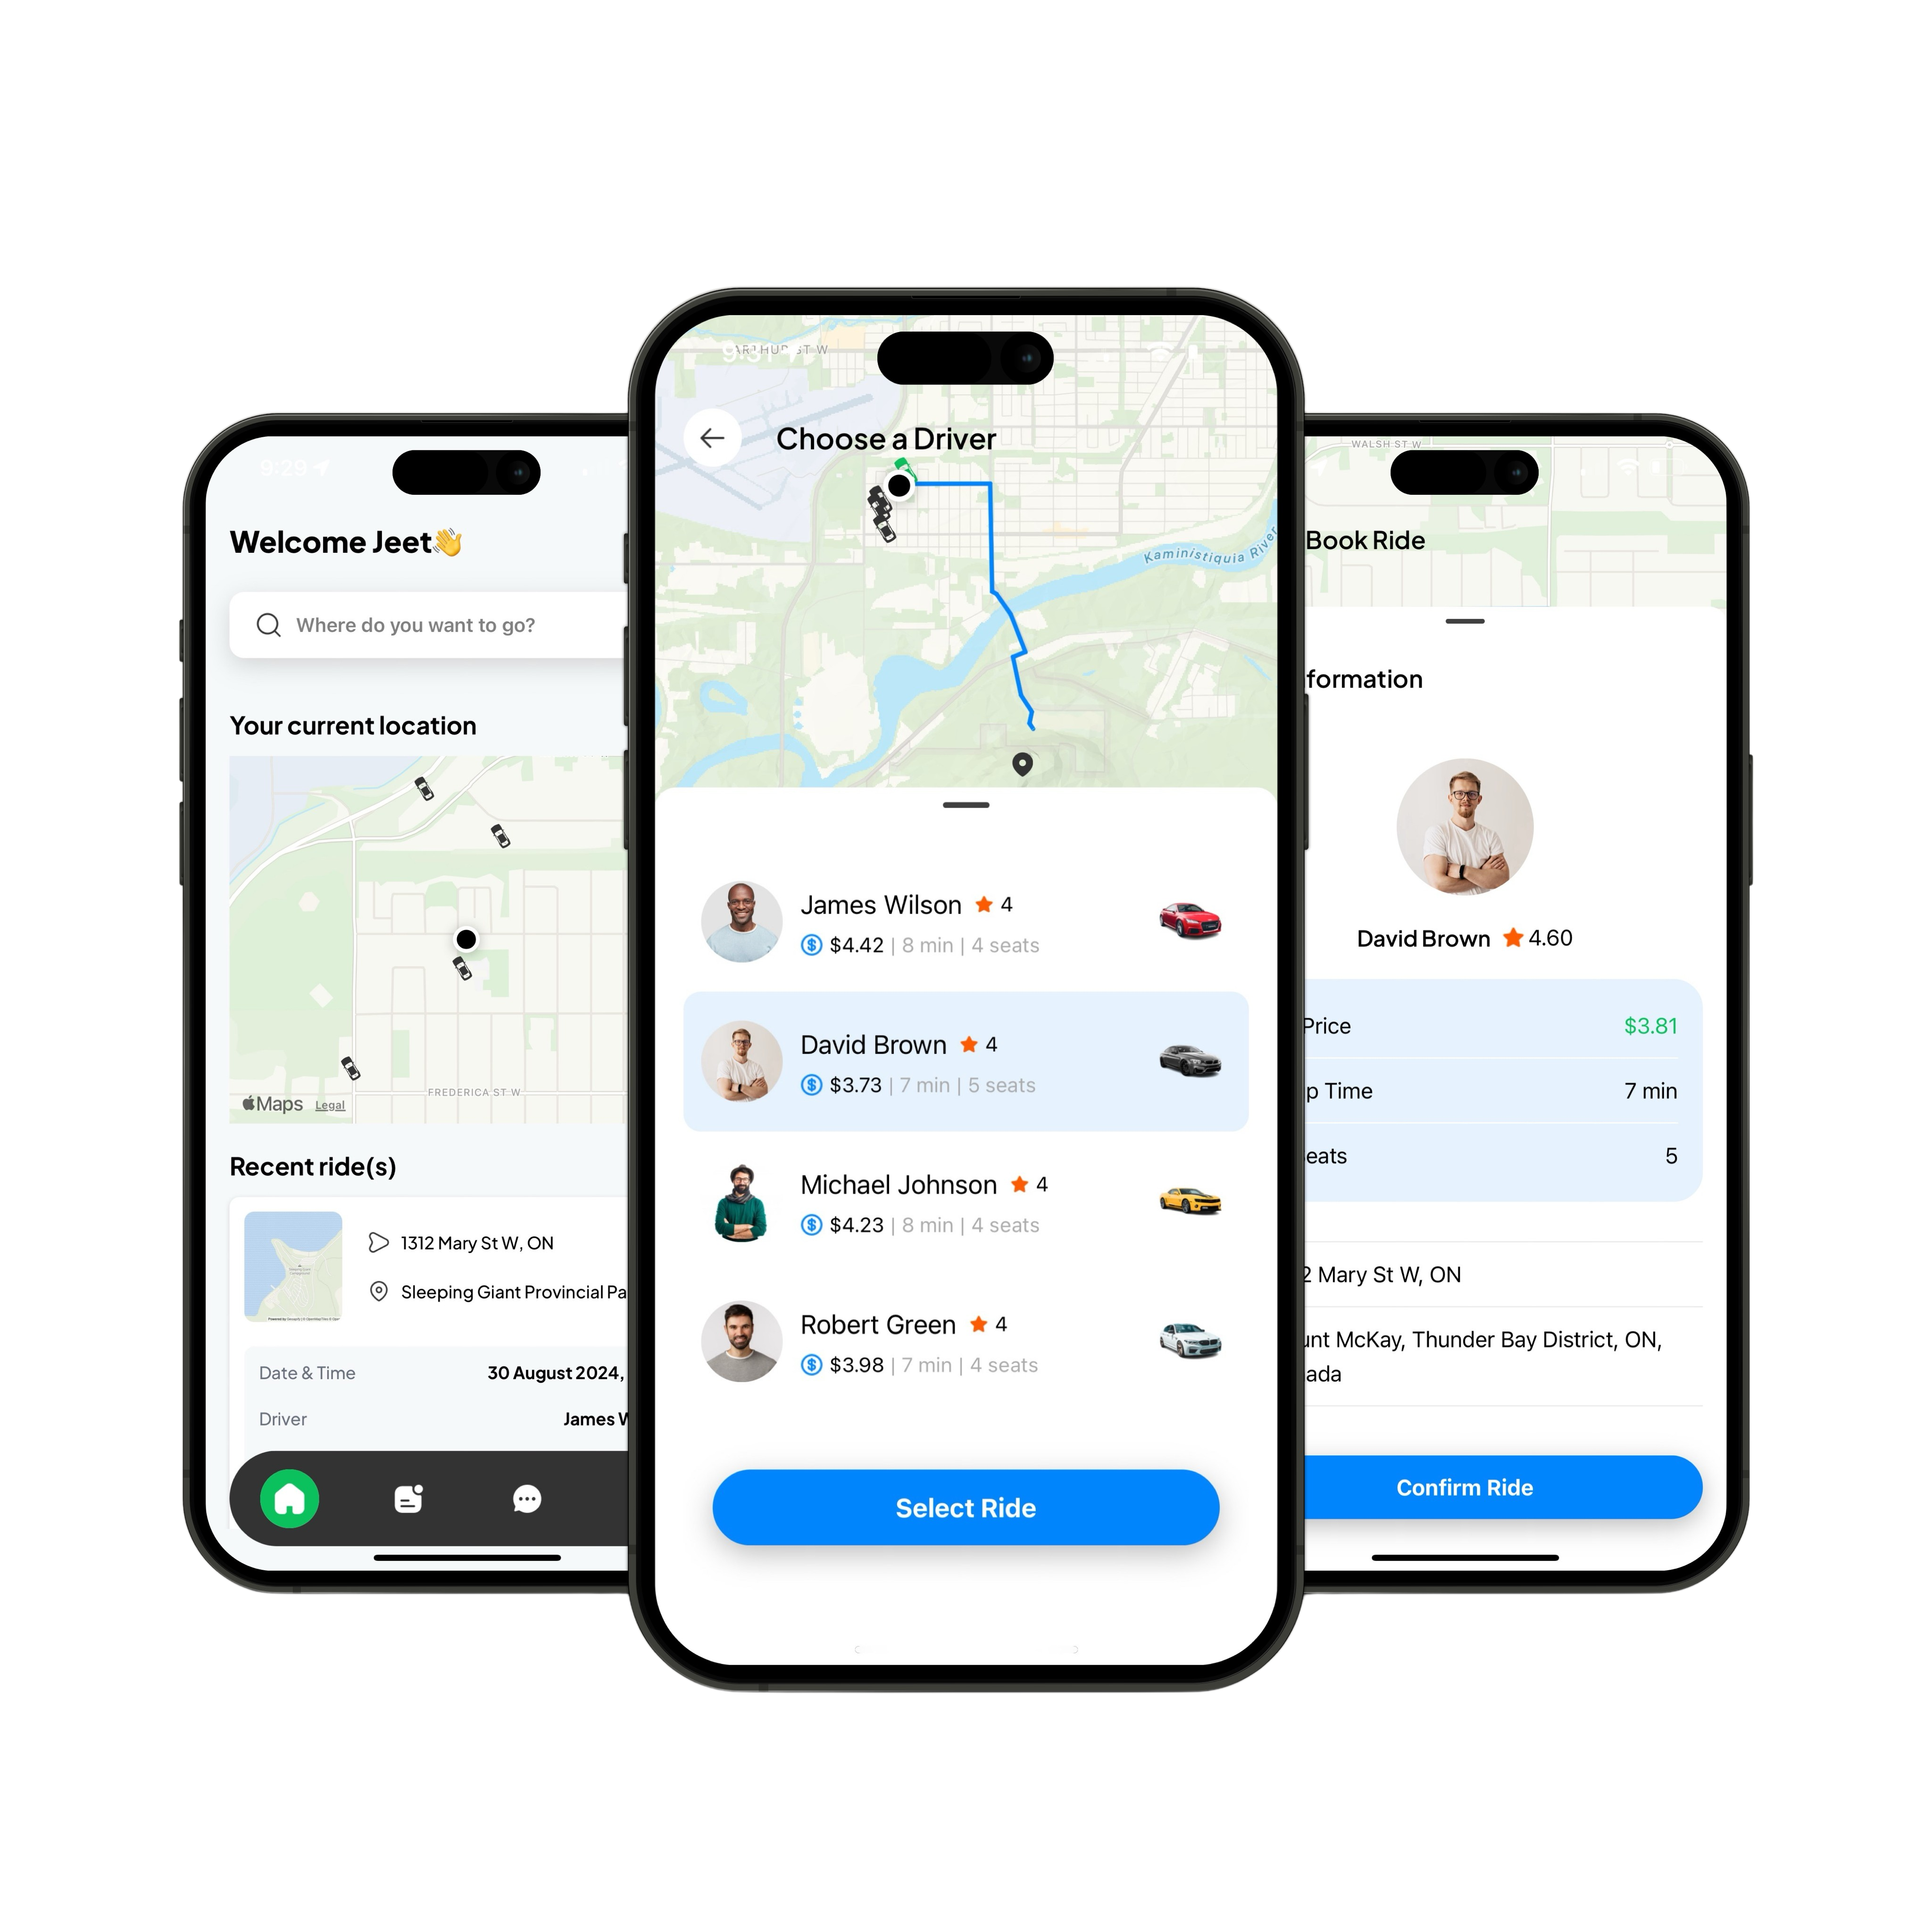 9:29
Welcome Jeet👋
Where do you want to go?
Your current location
FREDERICA ST W
Maps Legal
Recent ride(s)
1312 Mary St W, ON
Sleeping Giant Provincial Pa
Date & Time 30 August 2024,
Driver James W
ARTHUR ST W
Choose a Driver
Kaministiquia River
James Wilson 4
$4.42 | 8 min | 4 seats
David Brown 4
$3.73 | 7 min | 5 seats
Michael Johnson 4
$4.23 | 8 min | 4 seats
Robert Green 4
$3.98 | 7 min | 4 seats
Select Ride
WALSH ST W
Book Ride
formation
David Brown 4.60
Price $3.81
p Time 7 min
eats 5
2 Mary St W, ON
unt McKay, Thunder Bay District, ON,
ada
Confirm Ride